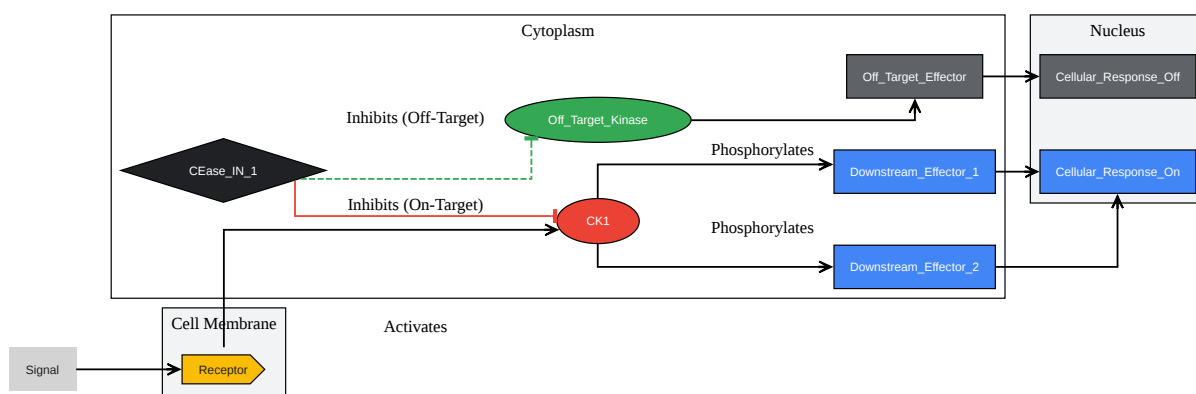 Cytoplasm
Nucleus
Off_Target_Effector
Cellular_Response_Off
Inhibits (Off-Target)
Off_Target_Kinase
Phosphorylates
CEase_IN_1
Downstream_Effector_1
Cellular_Response_On
Inhibits (On-Target)
CK1
Phosphorylates
Downstream_Effector_2
Cell Membrane
Activates
Signal
Receptor